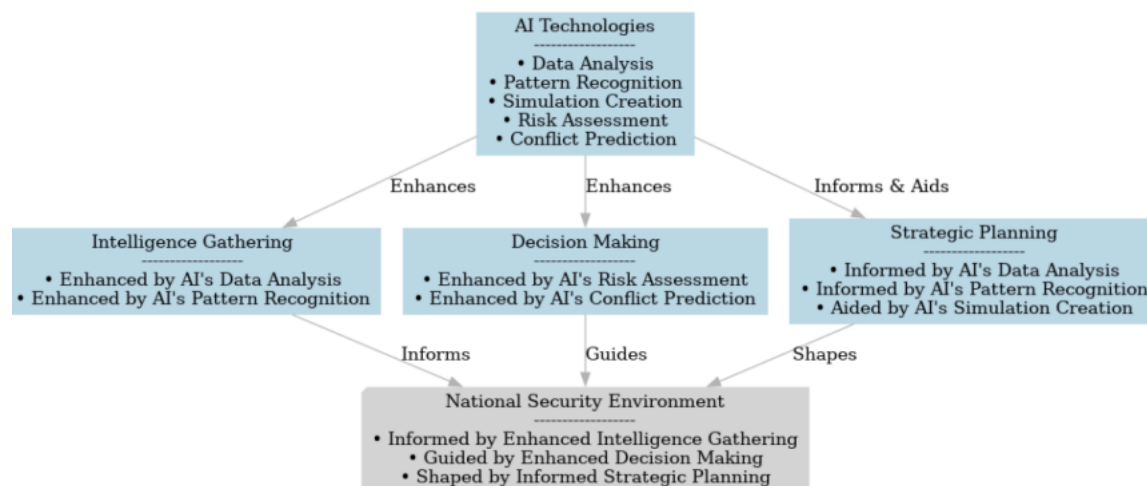 AI Technologies
------------------
• Data Analysis
• Pattern Recognition
• Simulation Creation
• Risk Assessment
• Conflict Prediction
Enhances
Enhances
Informs & Aids
Intelligence Gathering
------------------
• Enhanced by AI's Data Analysis
• Enhanced by AI's Pattern Recognition
Decision Making
------------------
• Enhanced by AI's Risk Assessment
• Enhanced by AI's Conflict Prediction
Strategic Planning
------------------
• Informed by AI's Data Analysis
• Informed by AI's Pattern Recognition
• Aided by AI's Simulation Creation
Informs
Guides
Shapes
National Security Environment
------------------
• Informed by Enhanced Intelligence Gathering
• Guided by Enhanced Decision Making
• Shaped by Informed Strategic Planning